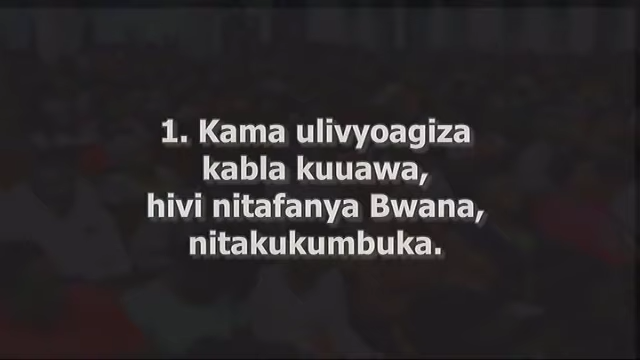 1. Kama ulivyoagiza
kabla kuuawa,
hivi nitafanya Bwana,
nitakukumbuka.